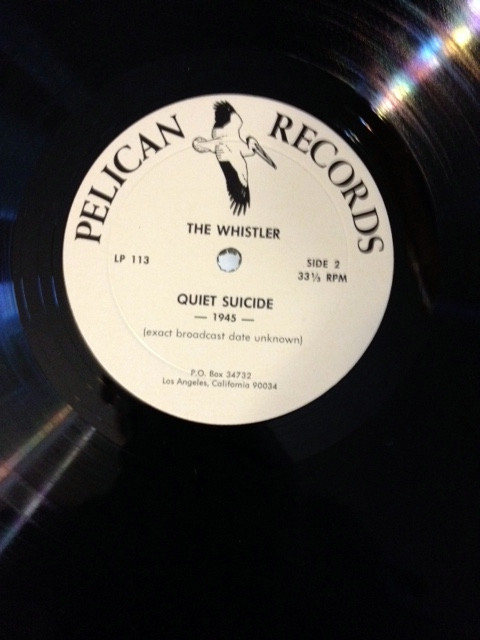 PELICAN RECORDS
THE WHISTLER
LP 113
SIDE 2
33⅓ RPM
QUIET SUICIDE
— 1945 —
(exact broadcast date unknown)
P.O. Box 34732
Los Angeles, California 90034